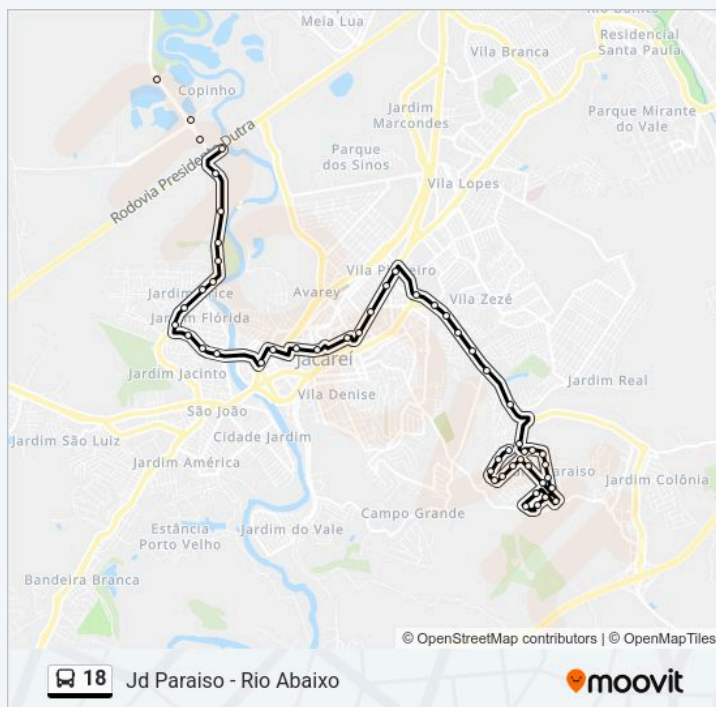 Meia Lua
Vila Branca
Residencial
Santa Paula
Copinho
Jardim
Marcondes
Parque Mirante
do Vale
Parque
dos Sinos
Rodovia Presidente Dutra
Vila Lopes
Vila Pinheiro
Avarey
Vila Zezé
Jardim Flórida
Jacareí
Jardim Jacinto
Vila Denise
Jardim Real
São João
Cidade Jardim
Jardim São Luiz
Jardim América
Paraiso
Jardim Colônia
Campo Grande
Estância
Porto Velho
Jardim do Vale
Bandeira Branca
© OpenStreetMap contributors | © OpenMapTiles
18 Jd Paraiso - Rio Abaixo
moovit